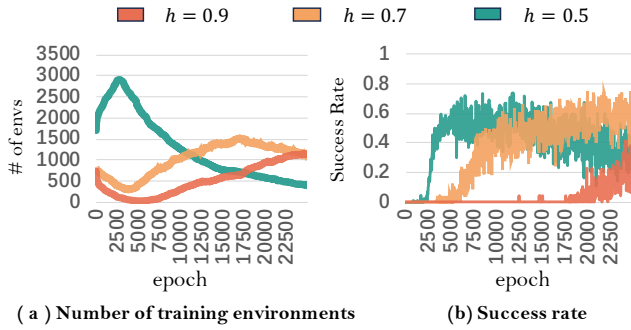 h = 0.9 h = 0.7 h = 0.5
3500
3000
2500
2000
1500
1000
500
0
# of envs
0 2500 5000 7500 10000 12500 15000 17500 20000 22500
epoch
( a ) Number of training environments
1
0.8
0.6
0.4
0.2
0
Success Rate
0 2500 5000 7500 10000 12500 15000 17500 20000 22500
epoch
(b) Success rate